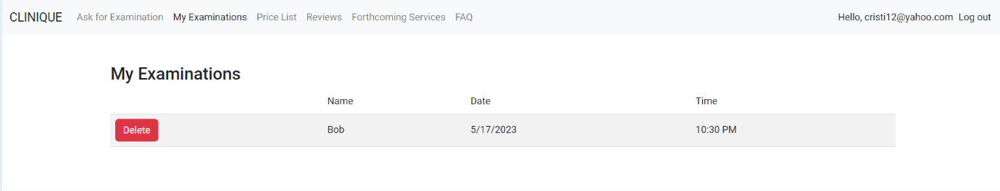 CLINIQUE Ask for Examination My Examinations Price List Reviews Forthcoming Services FAQ Hello, cristi12@yahoo.com Log out
My Examinations
Name Date Time
Delete Bob 5/17/2023 10:30 PM